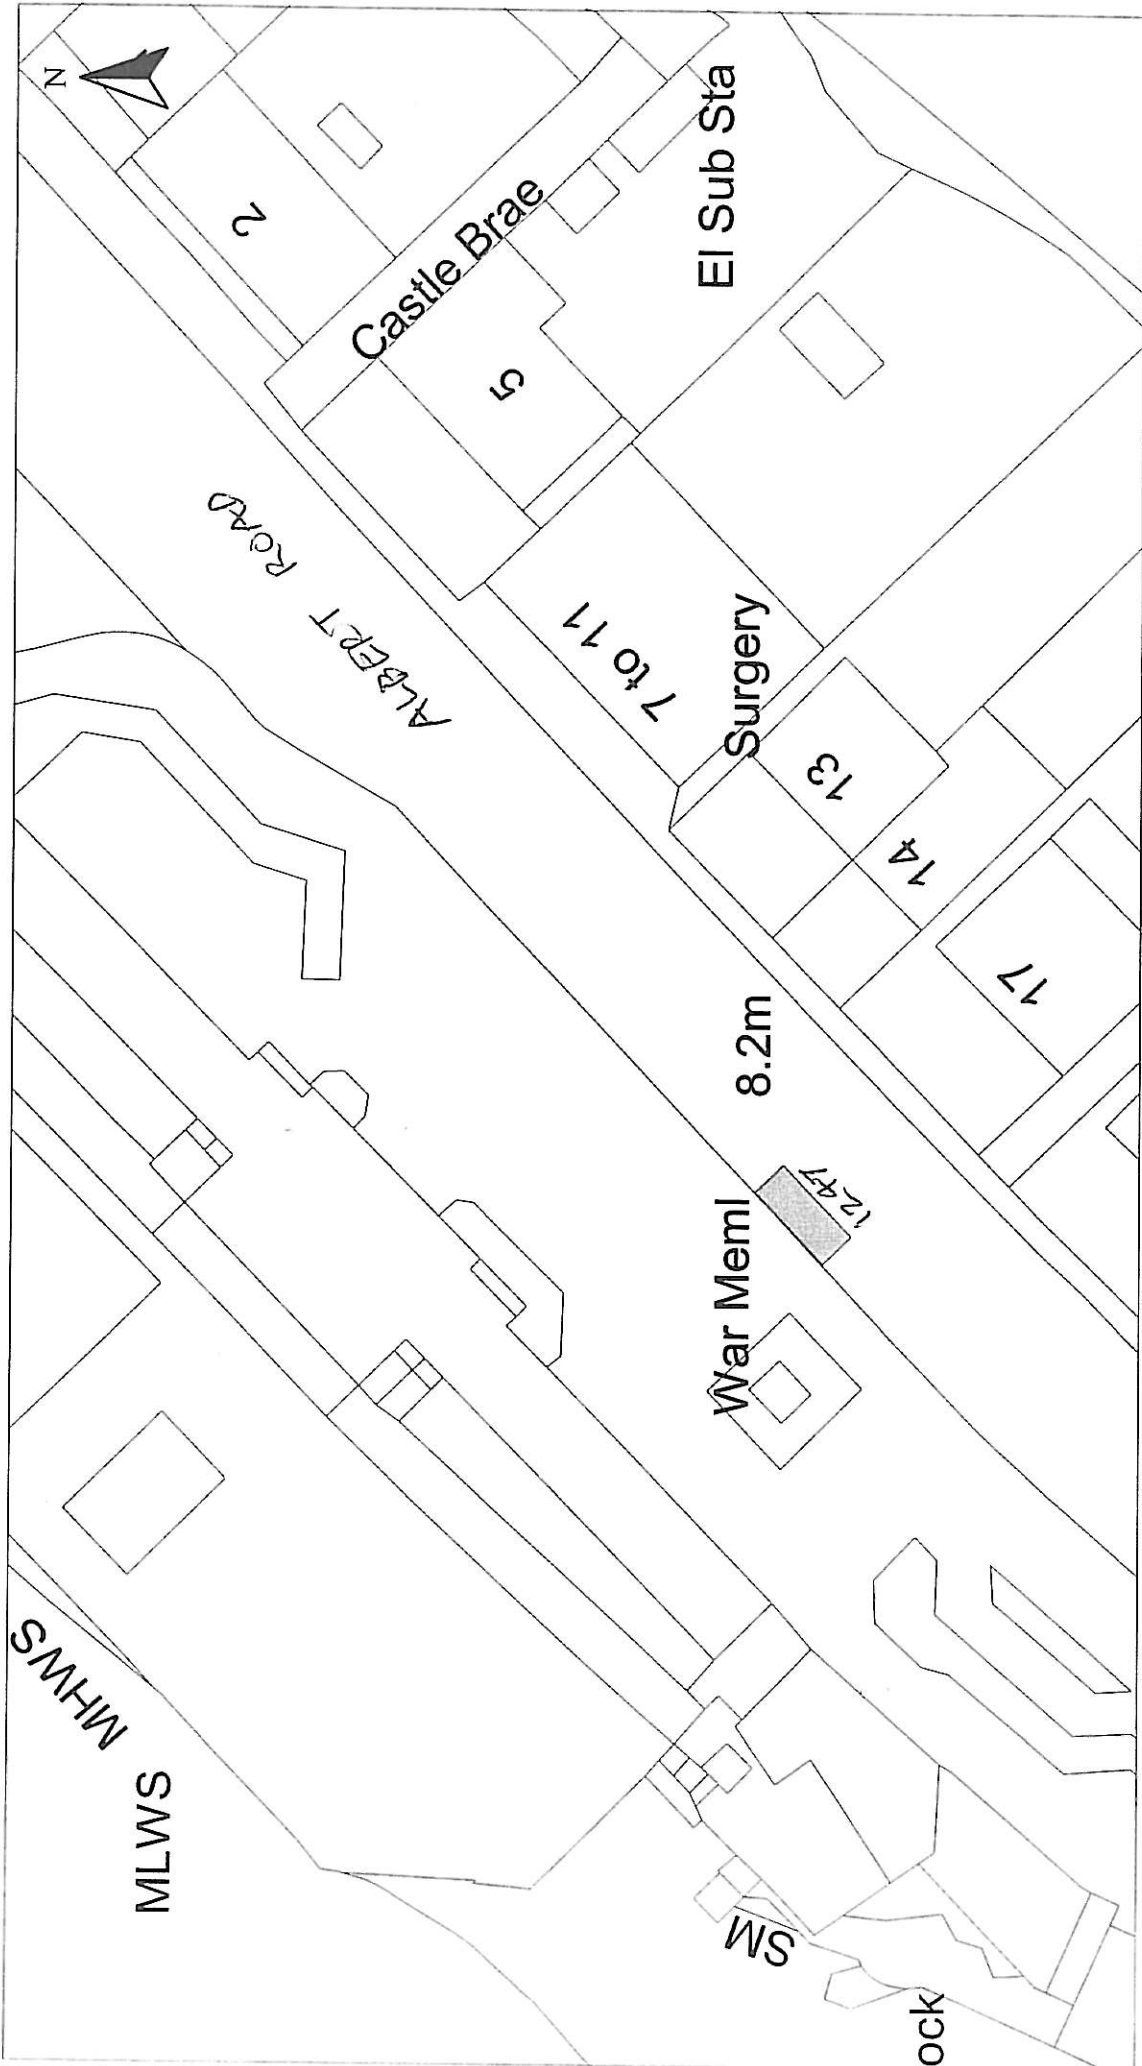 N
2
Castle Brae
El Sub Sta
5
ALBERT ROAD
7 to 11
Surgery
13
14
17
8.2m
1247
War Meml
MHWS
MLWS
SM
ock